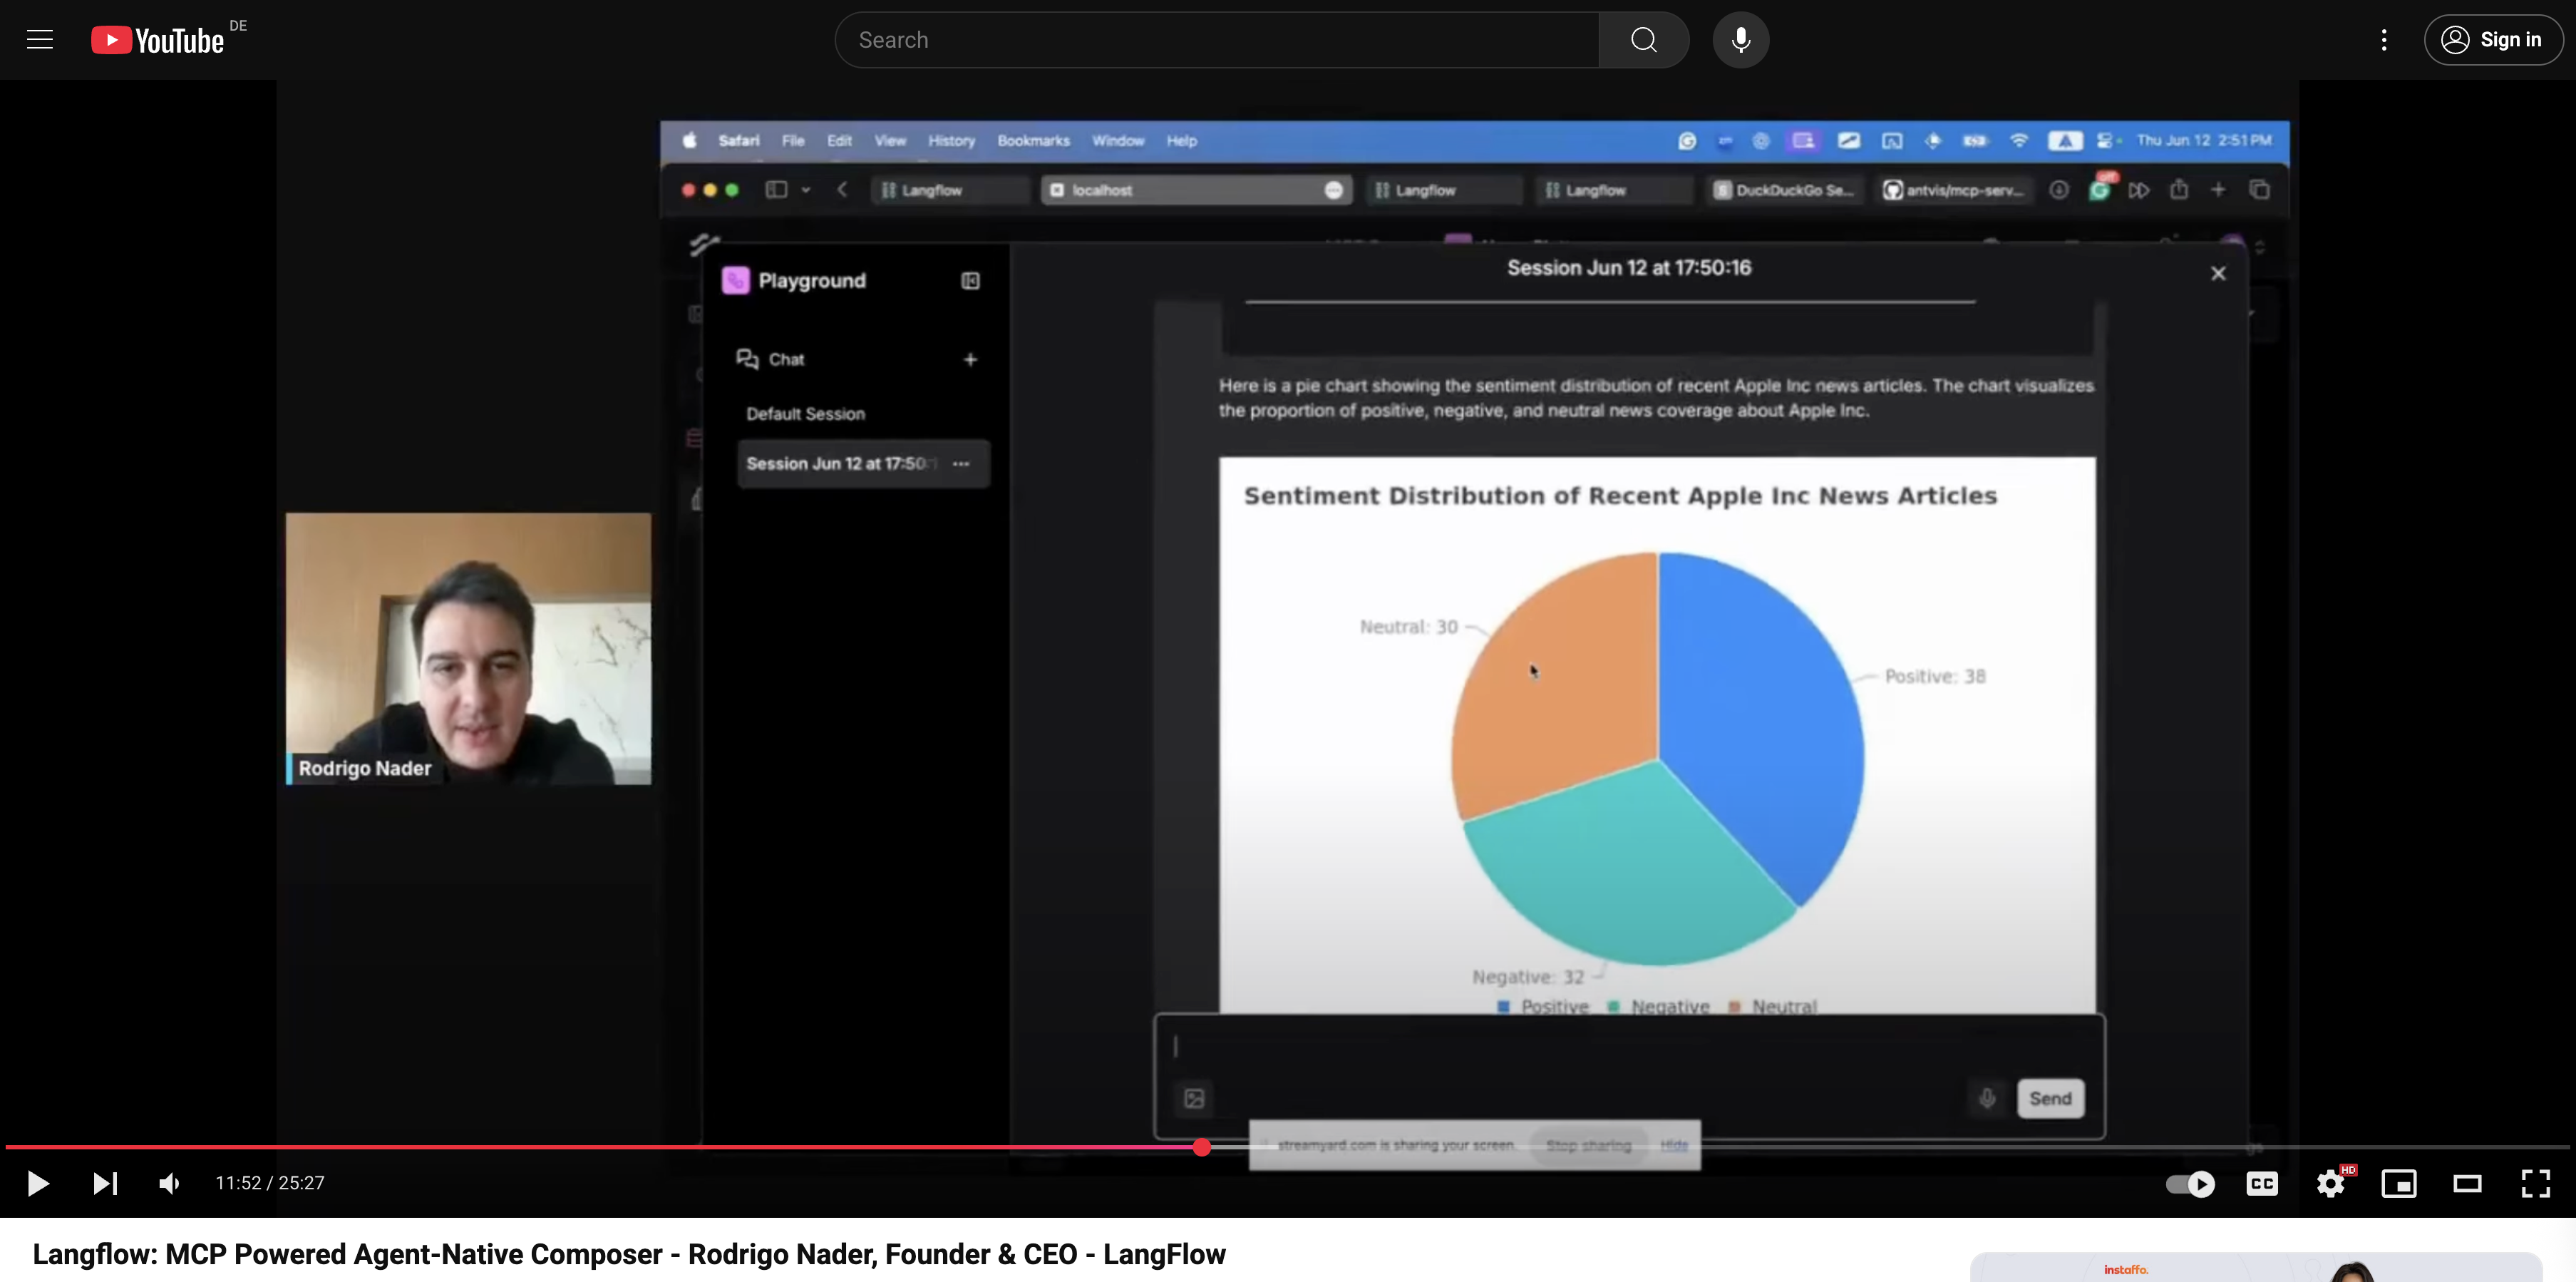 YouTube DE
Search
Sign in
Safari File Edit View History Bookmarks Window Help
Thu Jun 12 2:51 PM
Langflow
localhost
Langflow
Langflow
DuckDuckGo Se...
antvis/mcp-serv...
off
Playground
Chat
Default Session
Session Jun 12 at 17:50:1
Session Jun 12 at 17:50:16
Here is a pie chart showing the sentiment distribution of recent Apple Inc news articles. The chart visualizes
the proportion of positive, negative, and neutral news coverage about Apple Inc.
Sentiment Distribution of Recent Apple Inc News Articles
Neutral: 30
Positive: 38
Negative: 32
Positive Negative Neutral
Rodrigo Nader
Send
streamyard.com is sharing your screen. Stop sharing Hide
11:52 / 25:27
CC
HD
Langflow: MCP Powered Agent-Native Composer - Rodrigo Nader, Founder & CEO - LangFlow
instaffo.